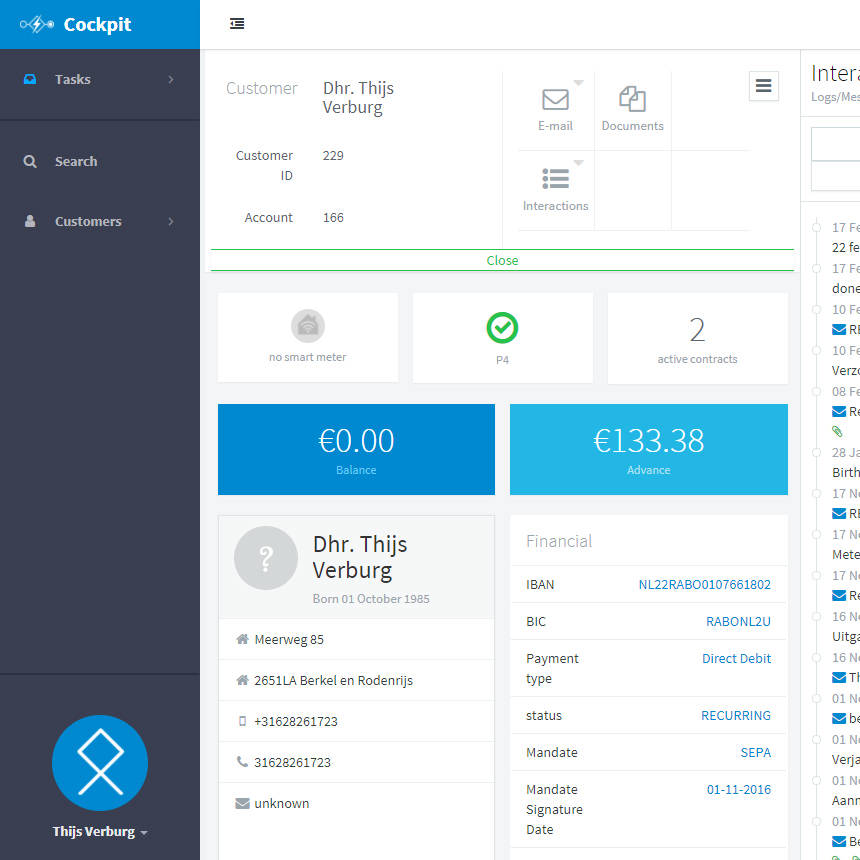 Cockpit
Tasks
Search
Customers
Thijs Verburg
Customer
Dhr. Thijs
Verburg
Customer
ID
229
Account
166
E-mail
Documents
Interactions
Close
no smart meter
P4
2
active contracts
€0.00
Balance
€133.38
Advance
?
Dhr. Thijs
Verburg
Born 01 October 1985
Meerweg 85
2651LA Berkel en Rodenrijs
+31628261723
31628261723
unknown
Financial
IBAN
NL22RABO0107661802
BIC
RABONL2U
Payment
type
Direct Debit
status
RECURRING
Mandate
SEPA
Mandate
Signature
Date
01-11-2016
Intera
Logs/Mes
17 Fe
22 fe
17 Fe
done
10 Fe
RE
10 Fe
Verzo
08 Fe
Re
28 Ja
Birth
17 No
RE
17 No
Mete
17 No
Re
16 No
Uitga
16 No
Th
01 No
be
01 No
Verja
01 No
Aanm
01 No
Be